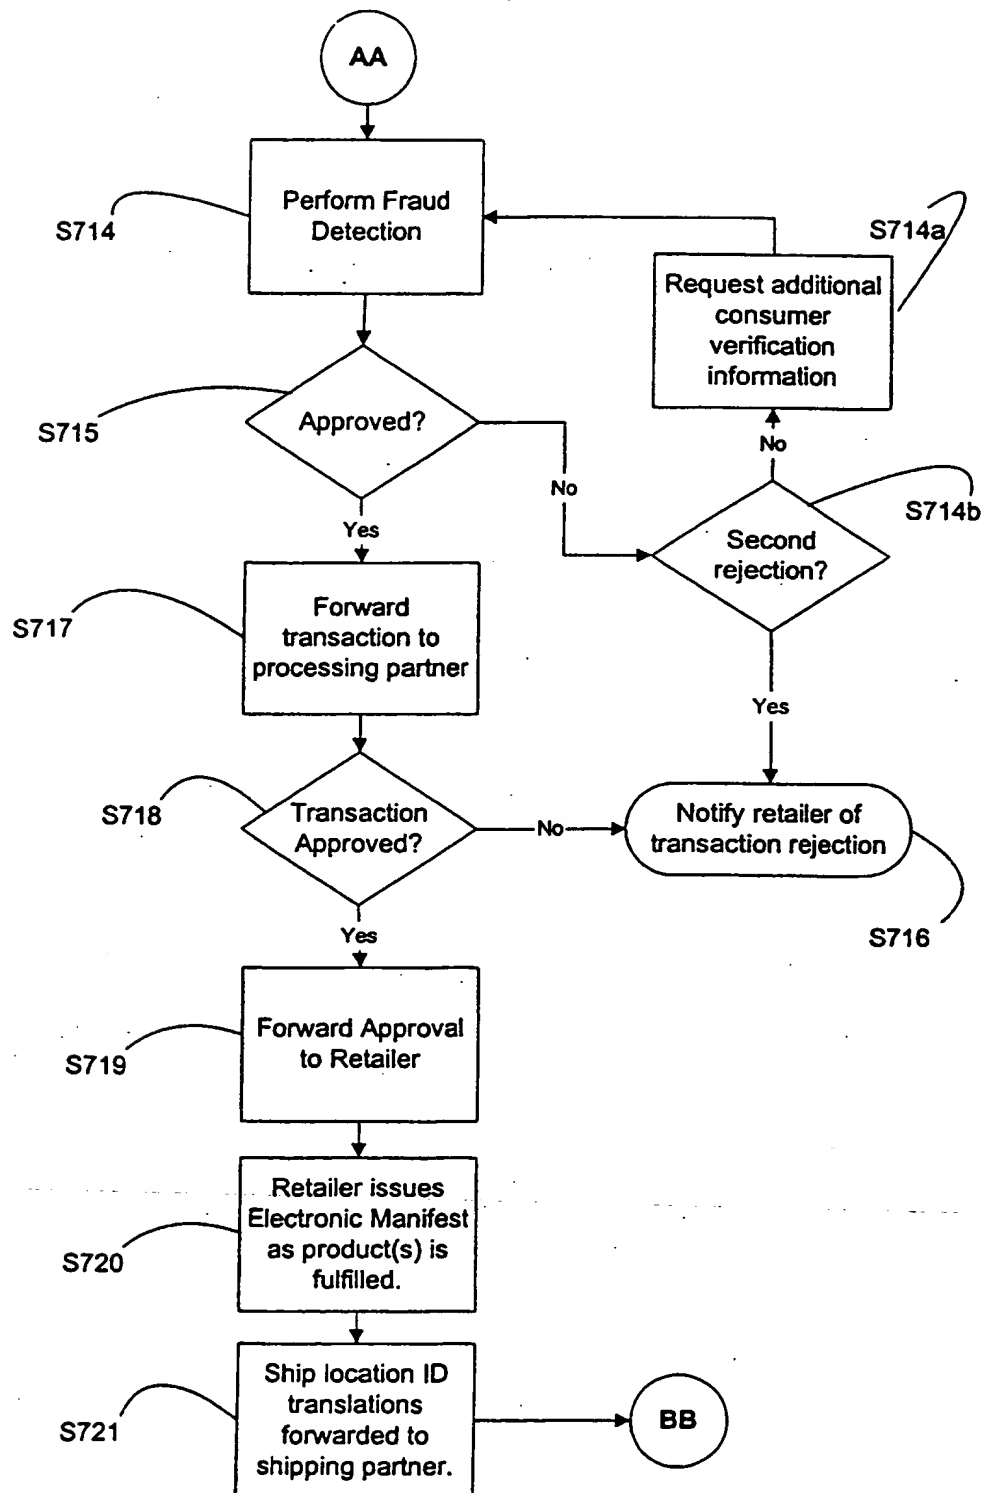 AA
Perform Fraud
Detection
S714
S714a
Request additional
consumer
verification
information
Approved?
S715
No
No
S714b
Second
rejection?
Yes
Forward
transaction to
processing partner
S717
Yes
Transaction
Approved?
S718
No
Notify retailer of
transaction rejection
S716
Yes
Forward Approval
to Retailer
S719
Retailer issues
Electronic Manifest
as product(s) is
fulfilled.
S720
Ship location ID
translations
forwarded to
shipping partner.
S721
BB